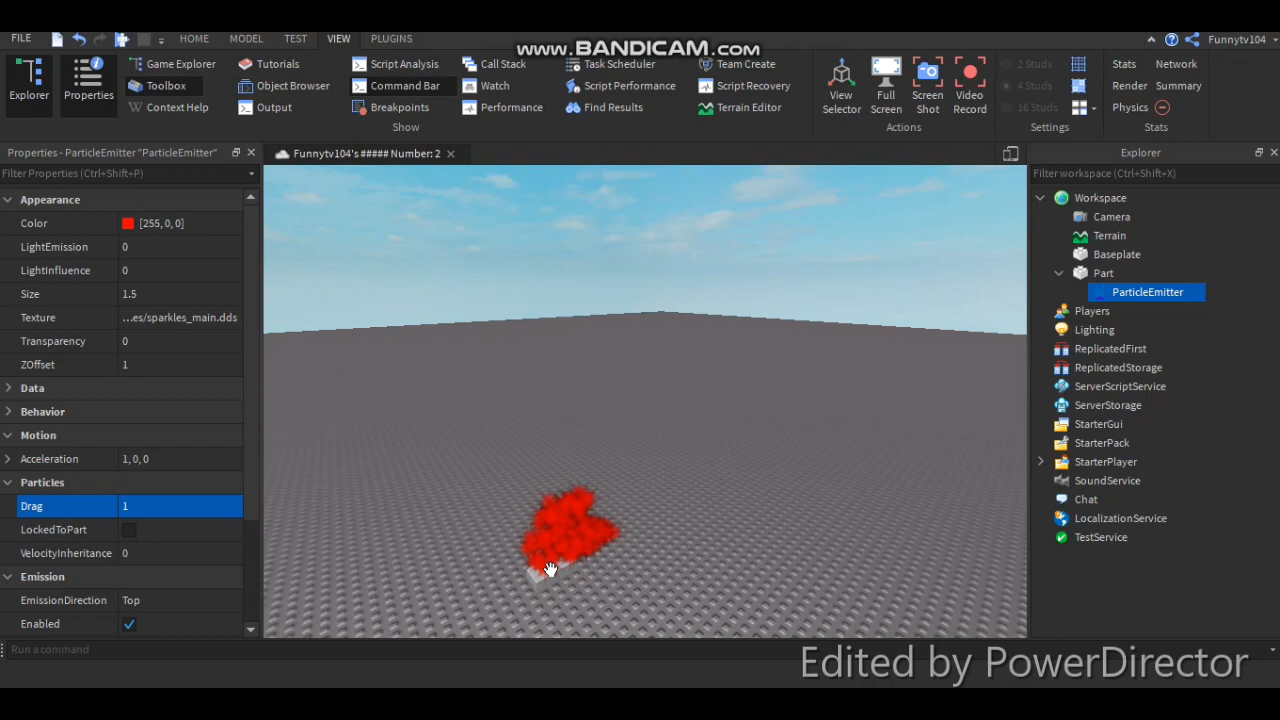 www.BANDICAM.com
FILE HOME MODEL TEST VIEW PLUGINS Funnytv104
Explorer Properties
Game Explorer Tutorials Script Analysis Call Stack Task Scheduler Team Create
Toolbox Object Browser Command Bar Watch Script Performance Script Recovery
Context Help Output Breakpoints Performance Find Results Terrain Editor
Show
View Selector Full Screen Screen Shot Video Record
Actions
2 Studs
4 Studs
16 Studs
Settings
Stats Network
Render Summary
Physics
Stats
Properties - ParticleEmitter "ParticleEmitter"
Filter Properties (Ctrl+Shift+P)
Appearance
Color [255, 0, 0]
LightEmission 0
LightInfluence 0
Size 1.5
Texture ...es/sparkles_main.dds
Transparency 0
ZOffset 1
Data
Behavior
Motion
Acceleration 1, 0, 0
Particles
Drag 1
LockedToPart
VelocityInheritance 0
Emission
EmissionDirection Top
Enabled
Funnytv104's ##### Number: 2
Explorer
Filter workspace (Ctrl+Shift+X)
Workspace
Camera
Terrain
Baseplate
Part
ParticleEmitter
Players
Lighting
ReplicatedFirst
ReplicatedStorage
ServerScriptService
ServerStorage
StarterGui
StarterPack
StarterPlayer
SoundService
Chat
LocalizationService
TestService
Run a command
Edited by PowerDirector